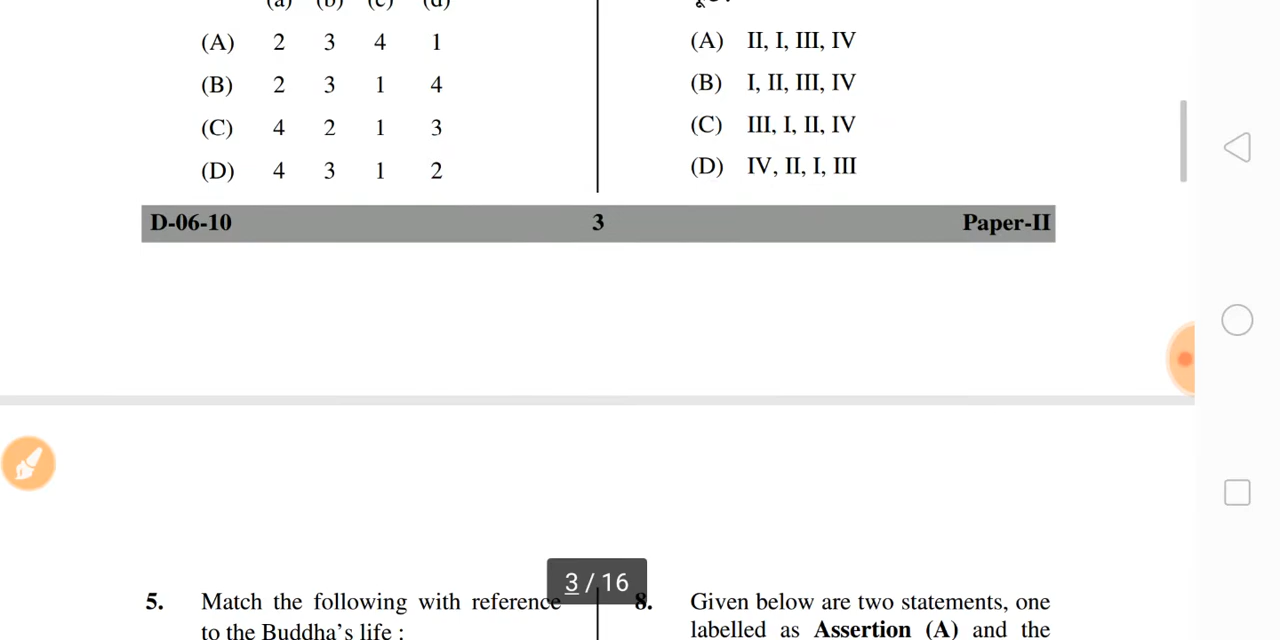 (a) (b) (c) (d)
(A) 2 3 4 1
(B) 2 3 1 4
(C) 4 2 1 3
(D) 4 3 1 2
(A) II, I, III, IV
(B) I, II, III, IV
(C) III, I, II, IV
(D) IV, II, I, III
D-06-10 3 Paper-II
3 / 16
5. Match the following with reference
to the Buddha's life :
8. Given below are two statements, one
labelled as Assertion (A) and the